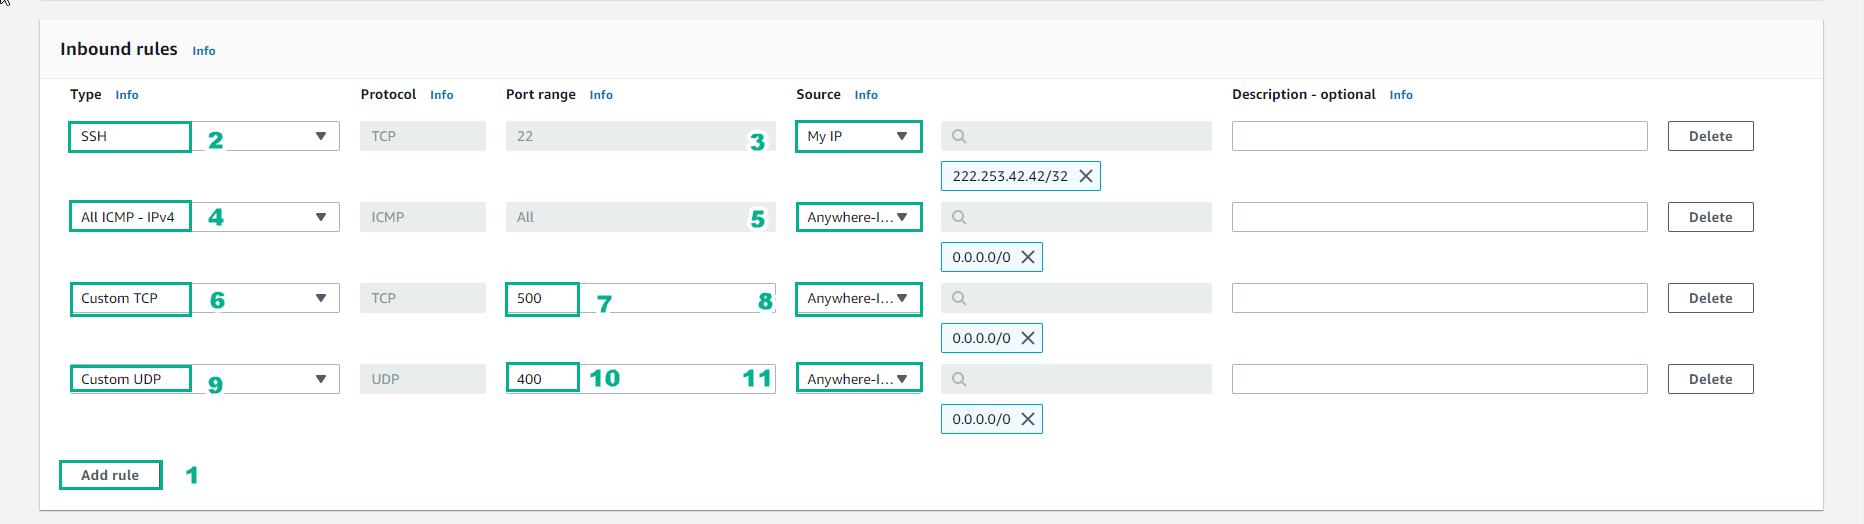 Inbound rules Info
Type Info Protocol Info Port range Info Source Info Description - optional Info
SSH 2 TCP 22 3 My IP Delete
222.253.42.42/32
All ICMP - IPv4 4 ICMP All 5 Anywhere-I... Delete
0.0.0.0/0
Custom TCP 6 TCP 500 7 8 Anywhere-I... Delete
0.0.0.0/0
Custom UDP 9 UDP 400 10 11 Anywhere-I... Delete
0.0.0.0/0
Add rule 1